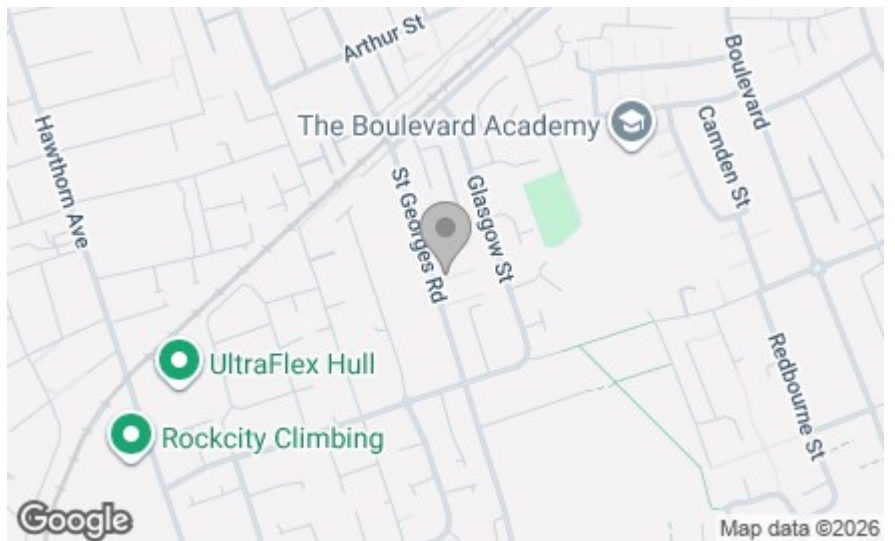 Arthur St
Boulevard
The Boulevard Academy
Camden St
Hawthorn Ave
St Georges Rd
Glasgow St
UltraFlex Hull
Redbourne St
Rockcity Climbing
Google
Map data ©2026